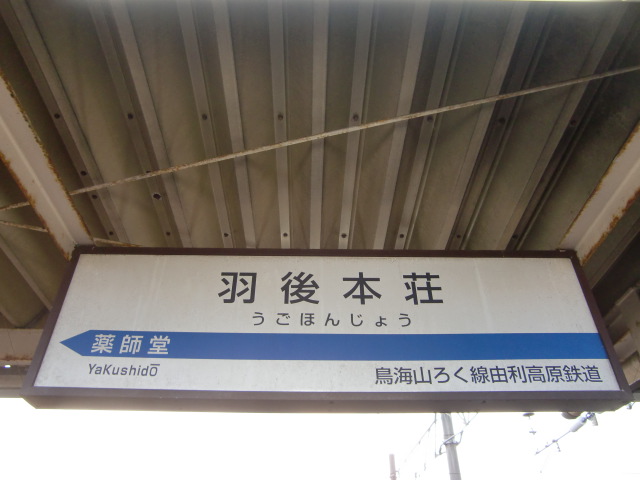 羽後本荘
うごほんじょう
薬師堂
YaKushidō
鳥海山ろく線由利高原鉄道